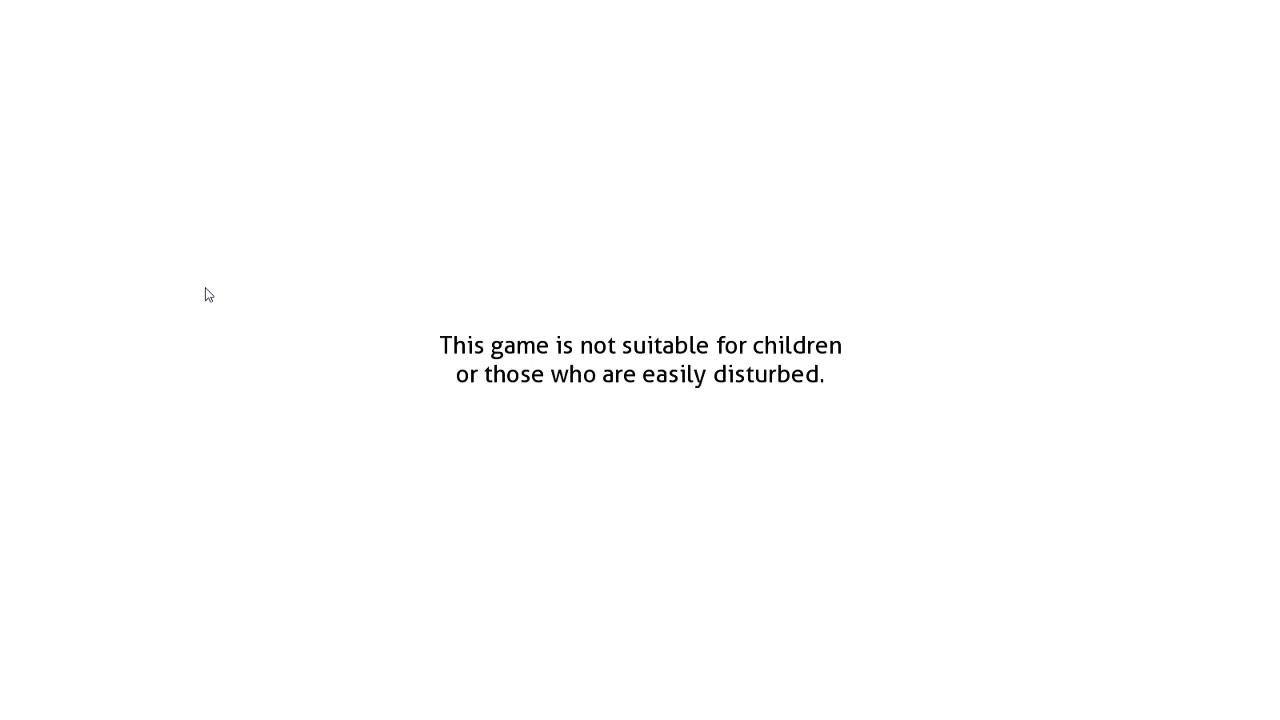 This game is not suitable for children
or those who are easily disturbed.